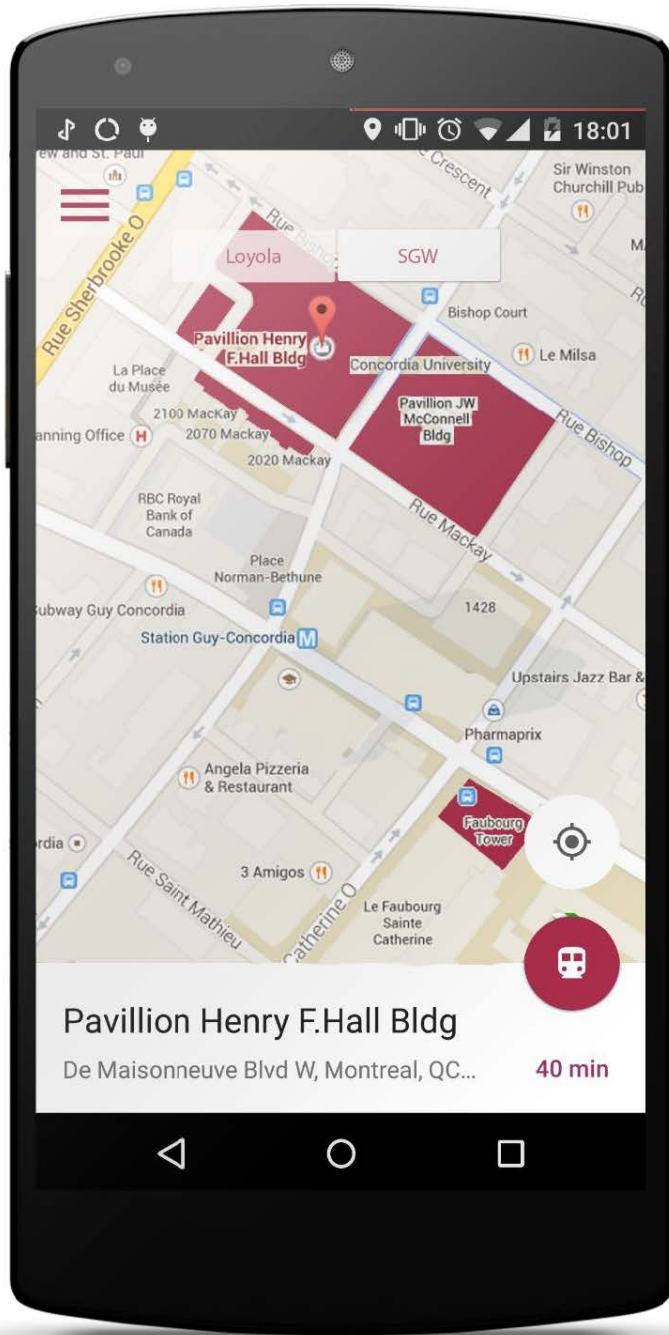 18:01
ew and St. Paul
Crescent
Sir Winston
Churchill Pub
Rue Sherbrooke O
Rue Bishop
Loyola
SGW
Bishop Court
Pavillion Henry
F.Hall Bldg
Concordia University
Le Milsa
La Place
du Musée
Pavillion JW
McConnell
Bldg
2100 MacKay
anning Office
H
2070 Mackay
2020 Mackay
Rue Bishop
RBC Royal
Bank of
Canada
Rue Mackay
Place
Norman-Bethune
Subway Guy Concordia
1428
Station Guy-Concordia
M
Upstairs Jazz Bar &
Pharmaprix
Angela Pizzeria
& Restaurant
Faubourg
Tower
rdia
Rue Saint Mathieu
3 Amigos
Catherine O
Le Faubourg
Sainte
Catherine
Pavillion Henry F.Hall Bldg
De Maisonneuve Blvd W, Montreal, QC...
40 min